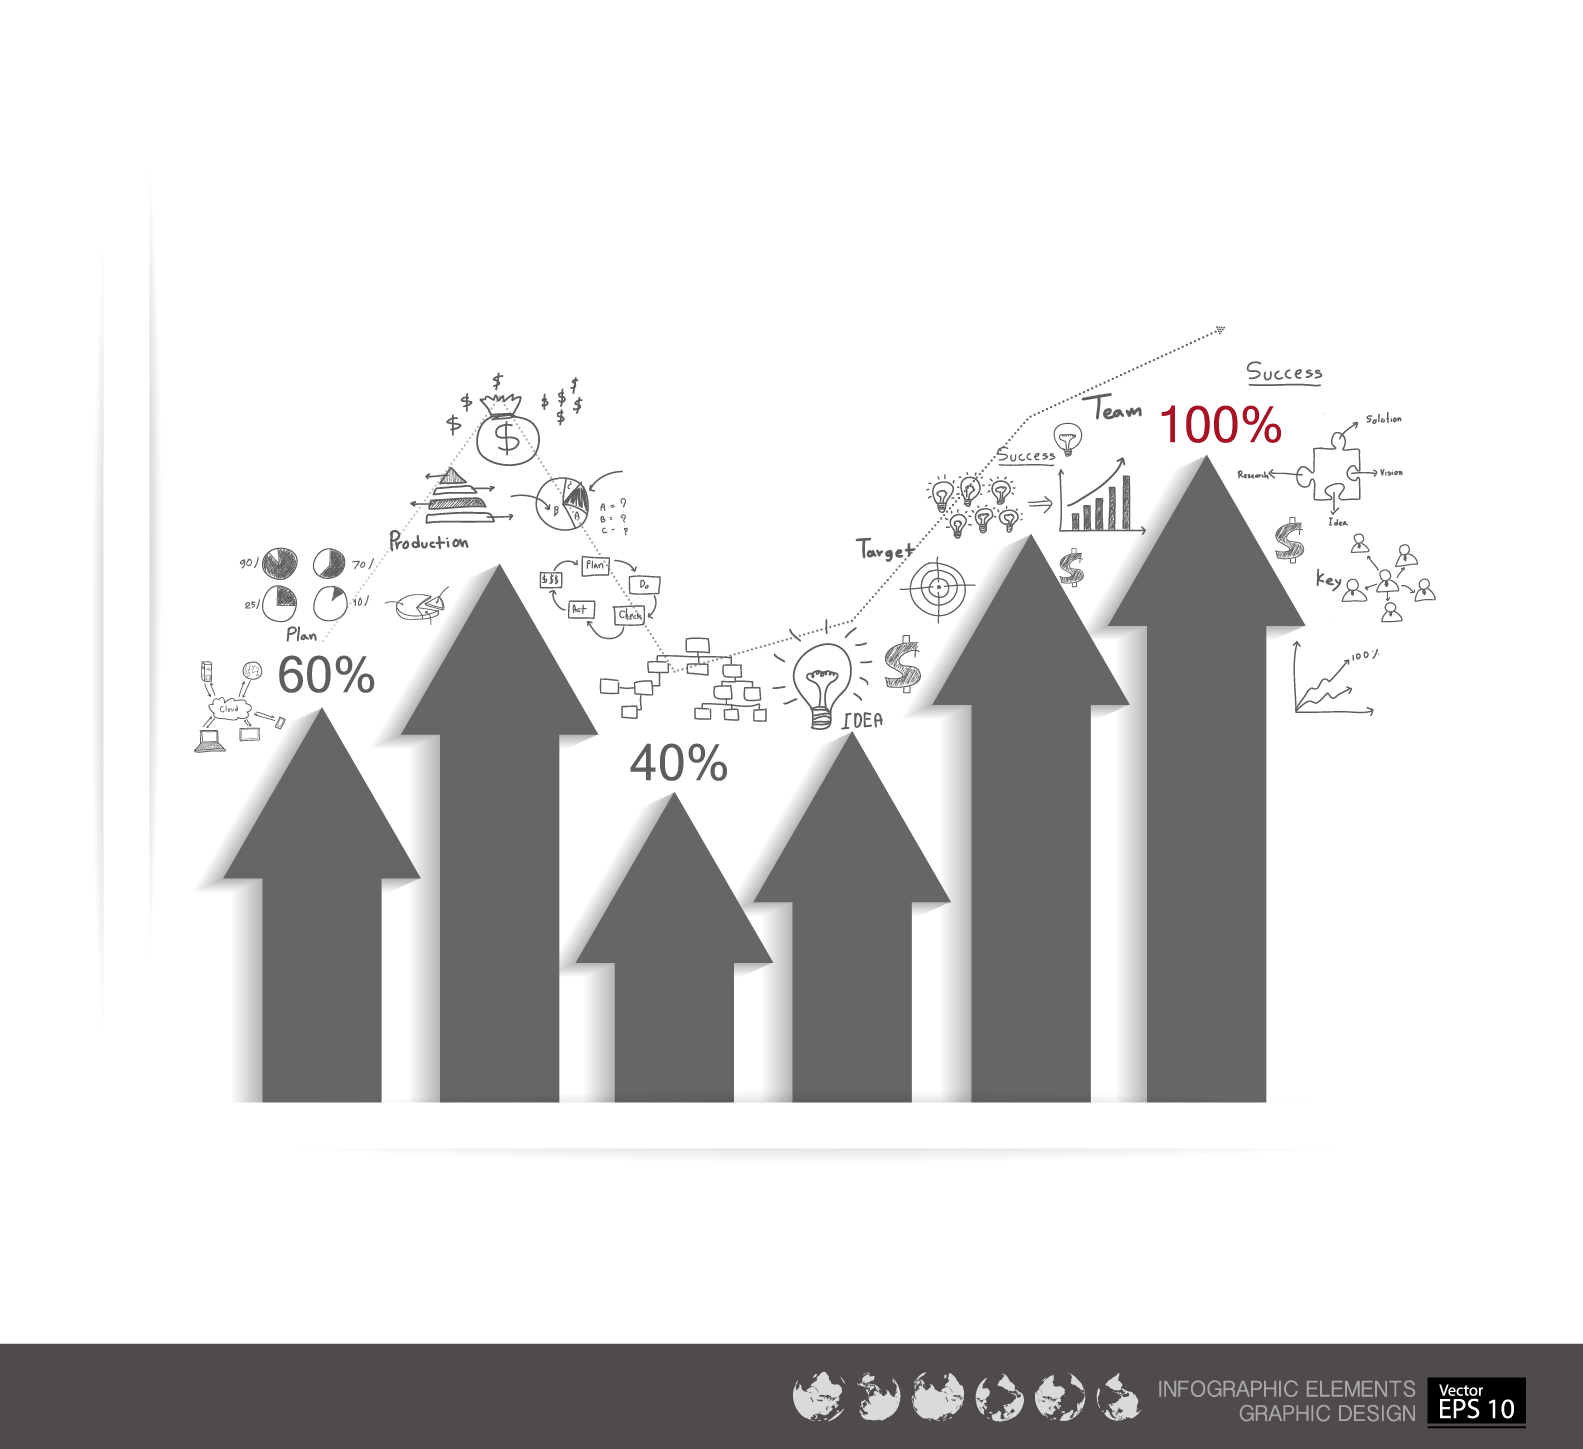 Success
Team
100%
Solution
Research
Vision
Idea
Success
$
$ $ $ $ $ $ $ $
$
C
B
A
A = ?
B = ?
C = ?
Production
Target
90%
70%
25%
10%
Plan
60%
Plan
$$$
Do
Act
Check
Cloud
IDEA
$
$
$
Key
100%
40%
INFOGRAPHIC ELEMENTS
GRAPHIC DESIGN
Vector
EPS 10